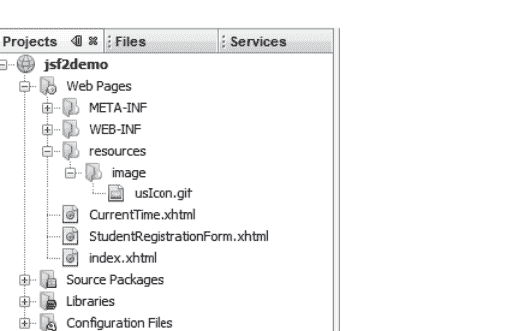 Projects Files Services
jsf2demo
Web Pages
META-INF
WEB-INF
resources
image
usIcon.gif
CurrentTime.xhtml
StudentRegistrationForm.xhtml
index.xhtml
Source Packages
Libraries
Configuration Files